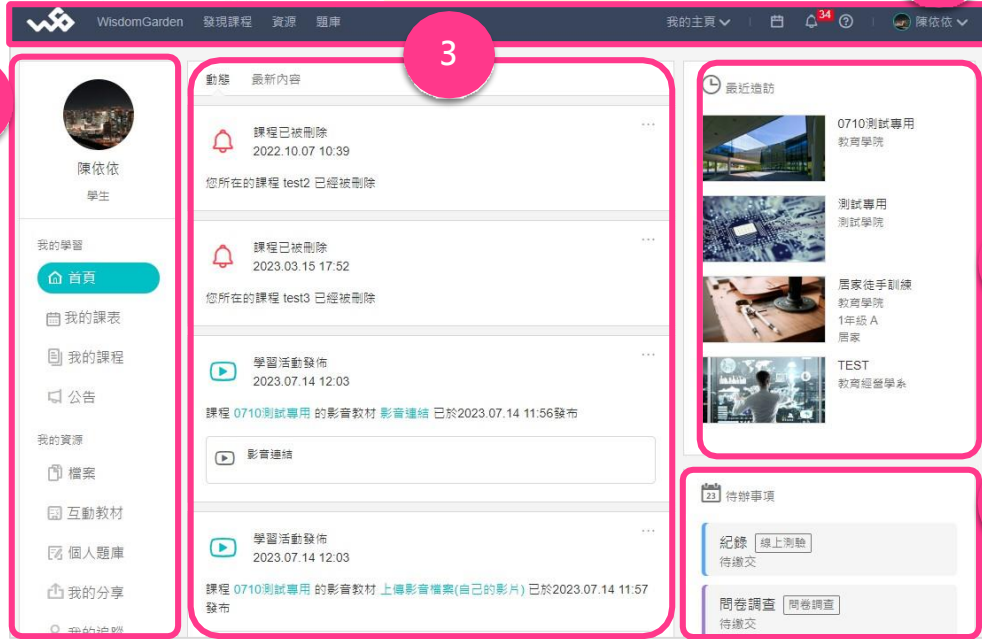 WisdomGarden 發現課程 資源 題庫 我的主頁 34 陳依依
3
陳依依
學生
我的學習
首頁
我的課表
我的課程
公告
我的資源
檔案
互動教材
個人題庫
我的分享
我的追蹤
動態 最新內容
課程已被刪除
2022.10.07 10:39
您所在的課程 test2 已經被刪除
課程已被刪除
2023.03.15 17:52
您所在的課程 test3 已經被刪除
學習活動發佈
2023.07.14 12:03
課程 0710測試專用 的影音教材 影音連結 已於2023.07.14 11:56發布
影音連結
學習活動發佈
2023.07.14 12:03
課程 0710測試專用 的影音教材 上傳影音檔案(自己的影片) 已於2023.07.14 11:57
發布
最近造訪
0710測試專用
教育學院
測試專用
測試學院
居家徒手訓練
教育學院
1年級 A
居家
TEST
教育經營學系
23 待辦事項
紀錄 線上測驗
待繳交
問卷調查 問卷調查
待繳交